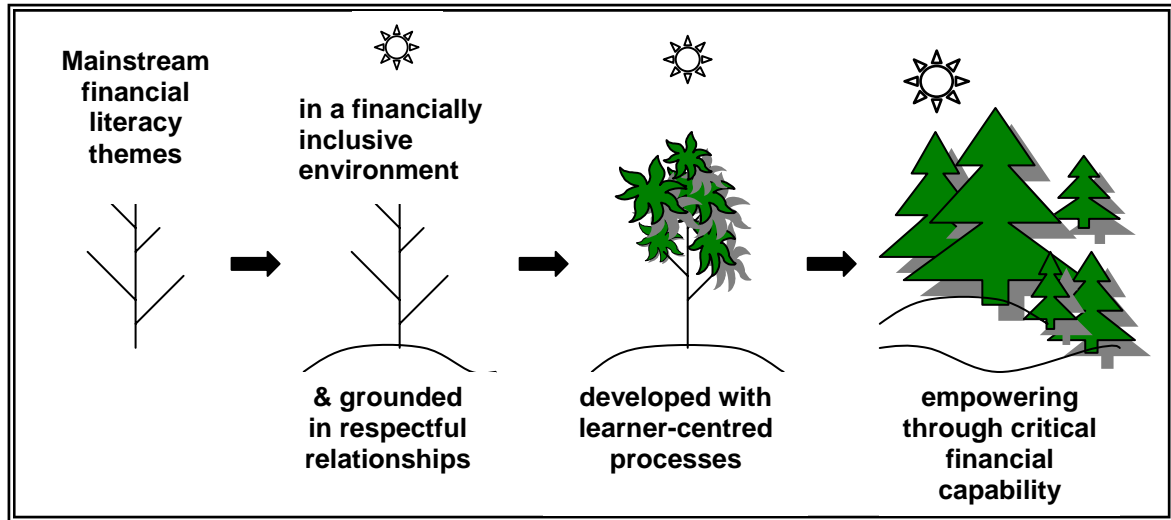 Mainstream
financial
literacy
themes
in a financially
inclusive
environment
& grounded
in respectful
relationships
developed with
learner-centred
processes
empowering
through critical
financial
capability